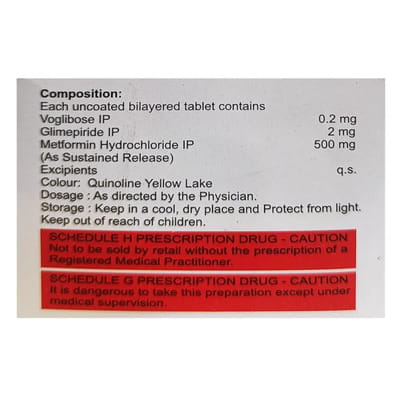 Composition:
Each uncoated bilayered tablet contains
Voglibose IP 0.2 mg
Glimepiride IP 2 mg
Metformin Hydrochloride IP 500 mg
(As Sustained Release)
Excipients q.s.
Colour: Quinoline Yellow Lake
Dosage : As directed by the Physician.
Storage : Keep in a cool, dry place and Protect from light.
Keep out of reach of children.
SCHEDULE H PRESCRIPTION DRUG - CAUTION
Not to be sold by retail without the prescription of a
Registered Medical Practitioner.
SCHEDULE G PRESCRIPTION DRUG - CAUTION
It is dangerous to take this preparation except under
medical supervision.